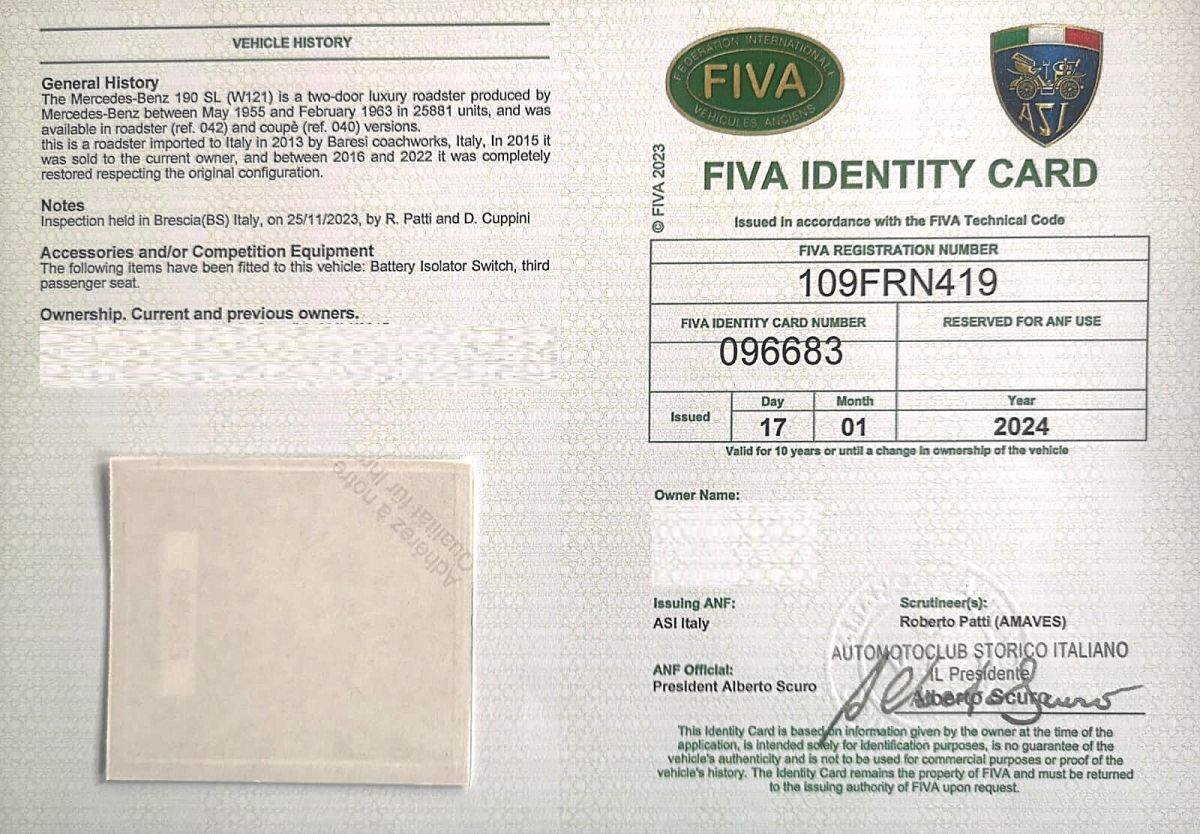 VEHICLE HISTORY
General History
The Mercedes-Benz 190 SL (W121) is a two-door luxury roadster produced by
Mercedes-Benz between May 1955 and February 1963 in 25881 units, and was
available in roadster (ref. 042) and coupè (ref. 040) versions.
this is a roadster imported to Italy in 2013 by Baresi coachworks, Italy, In 2015 it
was sold to the current owner, and between 2016 and 2022 it was completely
restored respecting the original configuration.
Notes
Inspection held in Brescia(BS) Italy, on 25/11/2023, by R. Patti and D. Cuppini
Accessories and/or Competition Equipment
The following items have been fitted to this vehicle: Battery Isolator Switch, third
passenger seat.
Ownership. Current and previous owners.
Adhérez à notre
Qualität für Ihr
FEDERATION INTERNATIONALE
FIVA
VEHICULES ANCIENS
ASI
© FIVA 2023
FIVA IDENTITY CARD
Issued in accordance with the FIVA Technical Code
FIVA REGISTRATION NUMBER
109FRN419
FIVA IDENTITY CARD NUMBER
RESERVED FOR ANF USE
096683
Issued
Day
Month
Year
17
01
2024
Valid for 10 years or until a change in ownership of the vehicle
Owner Name:
Issuing ANF:
ASI Italy
Scrutineer(s):
Roberto Patti (AMAVES)
AUTOMOTOCLUB STORICO ITALIANO
IL Presidente
Alberto Scuro
ANF Official:
President Alberto Scuro
This Identity Card is based on information given by the owner at the time of the
application, is intended solely for identification purposes, is no guarantee of the
vehicle's authenticity and is not to be used for commercial purposes or proof of the
vehicle's history. The Identity Card remains the property of FIVA and must be returned
to the issuing authority of FIVA upon request.